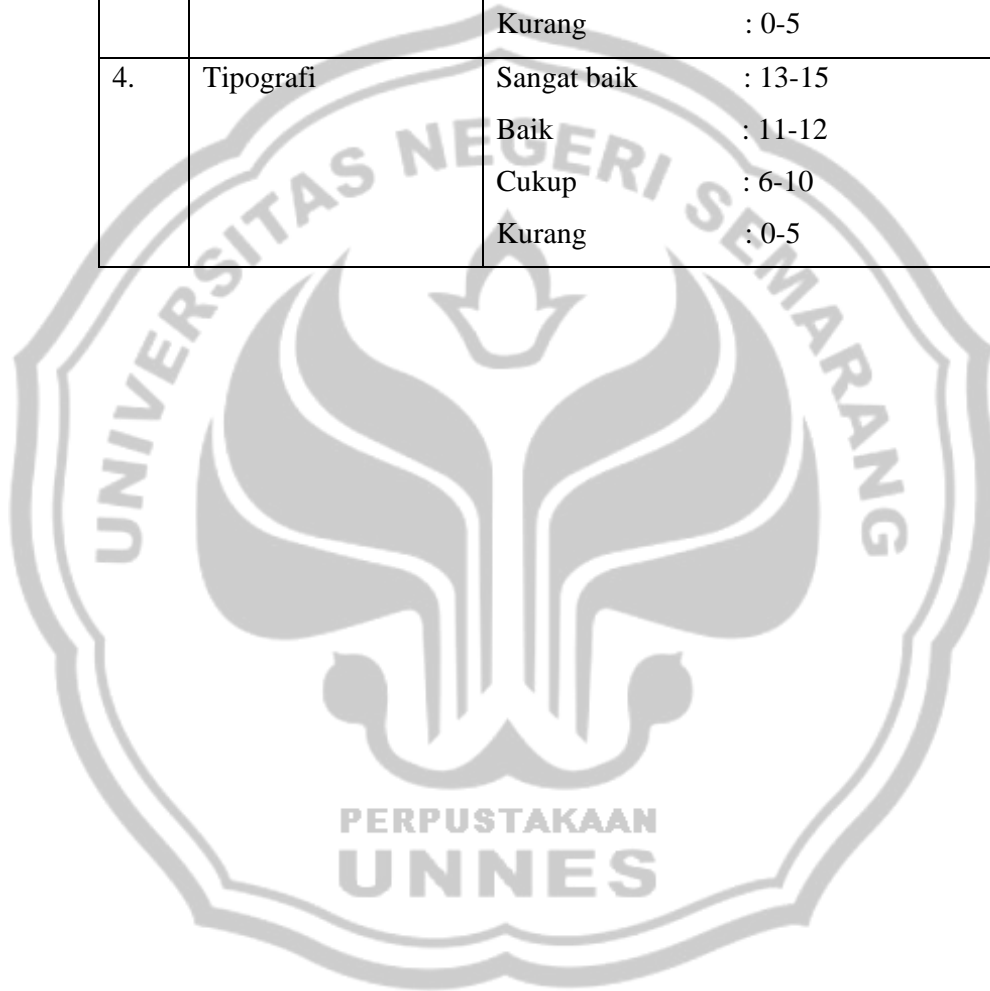 Kurang : 0-5
4. Tipografi Sangat baik : 13-15
Baik : 11-12
Cukup : 6-10
Kurang : 0-5
UNIVERSITAS NEGERI SEMARANG
PERPUSTAKAAN
UNNES